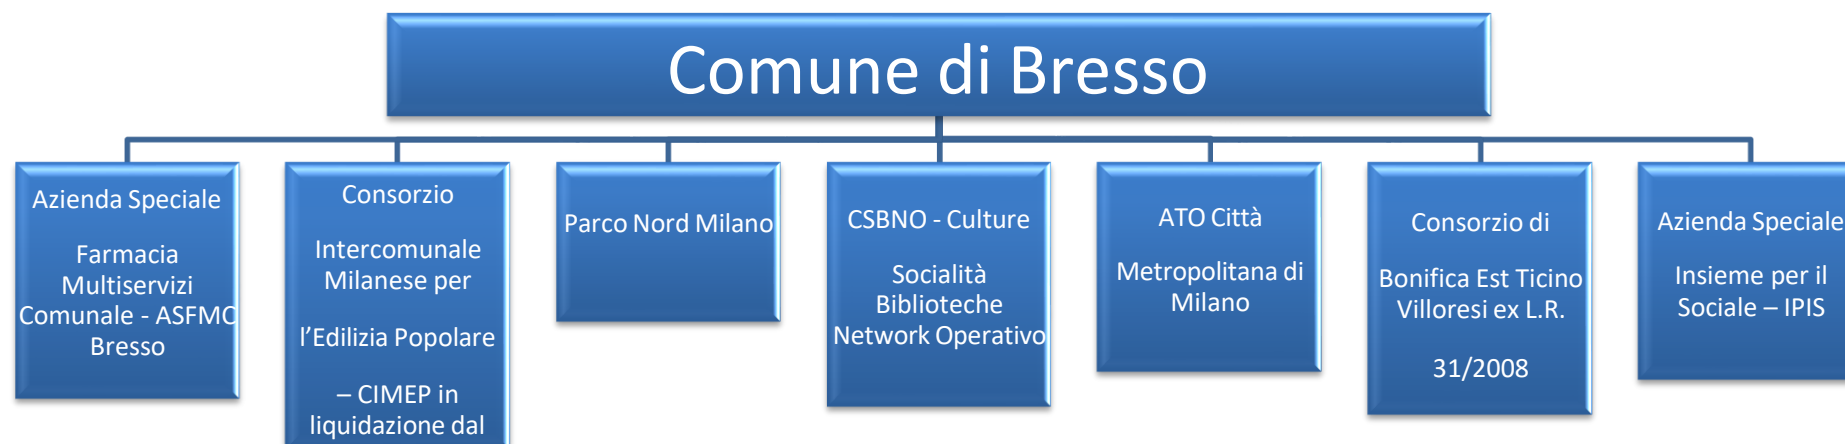 Comune di Bresso
Azienda Speciale
Farmacia
Multiservizi
Comunale - ASFMC
Bresso
Consorzio
Intercomunale
Milanese per
l’Edilizia Popolare
– CIMEP in
liquidazione dal
Parco Nord Milano
CSBNO - Culture
Socialità
Biblioteche
Network Operativo
ATO Città
Metropolitana di
Milano
Consorzio di
Bonifica Est Ticino
Villoresi ex L.R.
31/2008
Azienda Speciale
Insieme per il
Sociale – IPIS